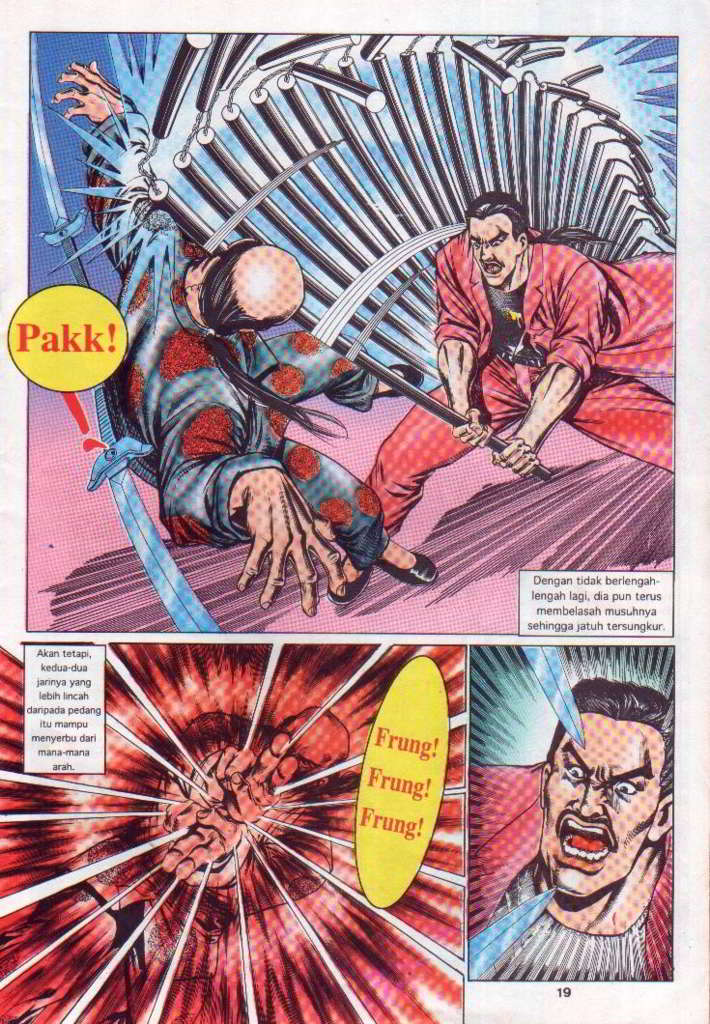 Pakk!
Dengan tidak berlengah-
lengah lagi, dia pun terus
membelasah musuhnya
sehingga jatuh tersungkur.
Akan tetapi,
kedua-dua
jarinya yang
lebih lincah
daripada pedang
itu mampu
menyerbu dari
mana-mana
arah.
Frung!
Frung!
Frung!
19